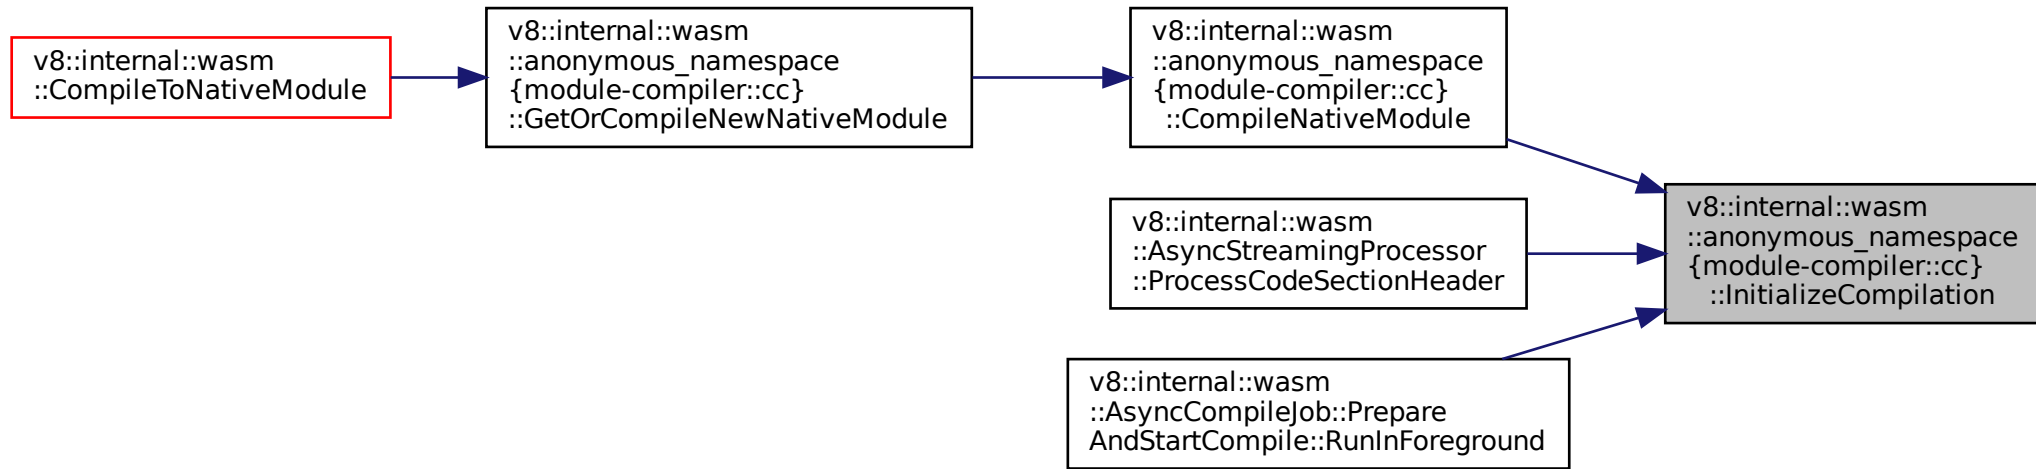 v8::internal::wasm
::CompileToNativeModule
v8::internal::wasm
::anonymous_namespace
{module-compiler::cc}
::GetOrCompileNewNativeModule
v8::internal::wasm
::anonymous_namespace
{module-compiler::cc}
::CompileNativeModule
v8::internal::wasm
::AsyncStreamingProcessor
::ProcessCodeSectionHeader
v8::internal::wasm
::AsyncCompileJob::Prepare
AndStartCompile::RunInForeground
v8::internal::wasm
::anonymous_namespace
{module-compiler::cc}
::InitializeCompilation